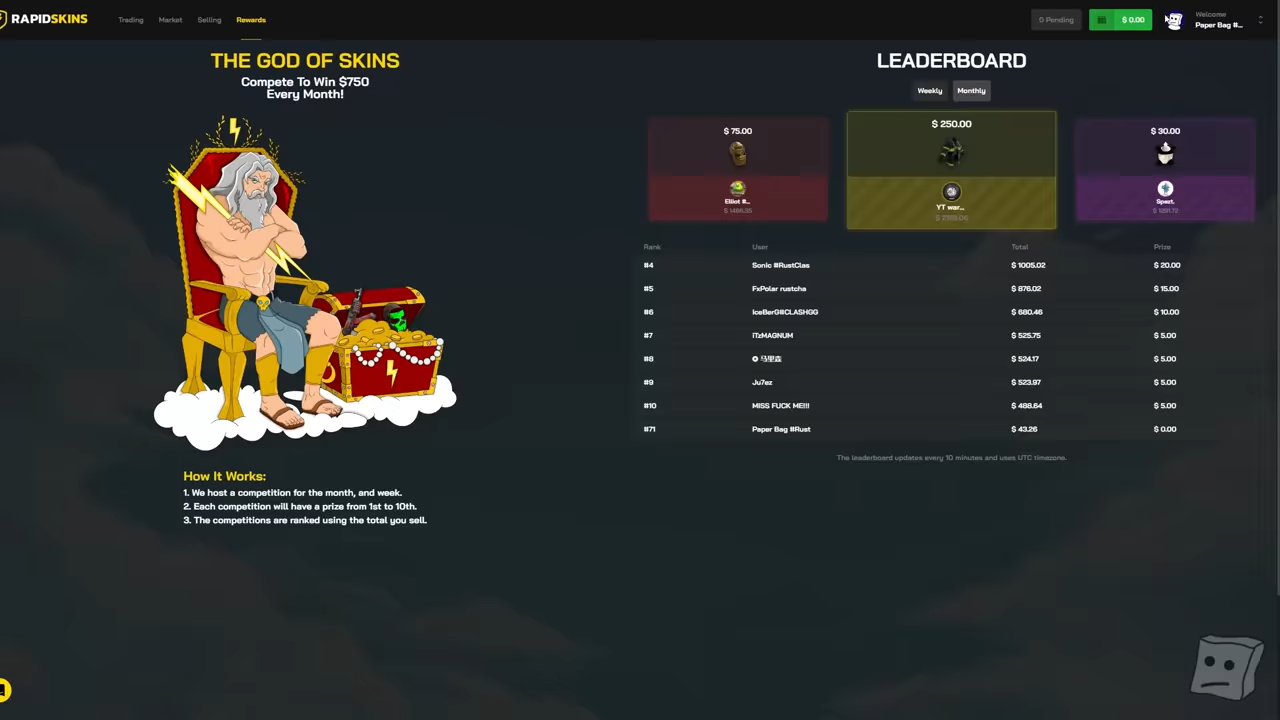 RAPIDSKINS
Trading Market Selling Rewards
0 Pending
$ 0.00
Welcome
Paper Bag #...
THE GOD OF SKINS
Compete To Win $750
Every Month!
How It Works:
1. We host a competition for the month, and week.
2. Each competition will have a prize from 1st to 10th.
3. The competitions are ranked using the total you sell.
LEADERBOARD
Weekly Monthly
$ 75.00
Elliot #...
$ 1466.35
$ 250.00
YT war...
$ 30.00
Spest.
Rank User Total Prize
#4 Sonic #RustClas $ 1005.02 $ 20.00
#5 FxPolar rustcha $ 876.02 $ 15.00
#6 IceBerG#CLASHGG $ 680.46 $ 10.00
#7 ITzMAGNUM $ 525.75 $ 5.00
#8 ✪ 马里森 $ 524.17 $ 5.00
#9 Ju7ez $ 523.97 $ 5.00
#10 MISS FUCK ME!!! $ 488.64 $ 5.00
#71 Paper Bag #Rust $ 43.26 $ 0.00
The leaderboard updates every 10 minutes and uses UTC timezone.